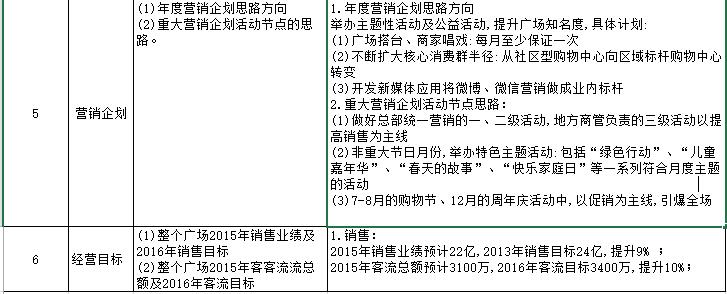 5
营销企划
(1)年度营销企划思路方向
(2)重大营销企划活动节点的思
路。
1.年度营销企划思路方向
举办主题性活动及公益活动,提升广场知名度,具体计划:
(1)广场搭台、商家唱戏:每月至少保证一次
(2)不断扩大核心消费群半径:从社区型购物中心向区域标杆购物中心
转变
(3)开发新媒体应用将微博、微信营销做成业内标杆
2.重大营销企划活动节点思路:
(1)做好总部统一营销的一、二级活动,地方商管负责的三级活动以提
高销售为主线
(2)非重大节日月份,举办特色主题活动:包括“绿色行动”、“儿童
嘉年华”、“春天的故事”、“快乐家庭日”等一系列符合月度主题
的活动
(3)7-8月的购物节、12月的周年庆活动中,以促销为主线,引爆全场
6
经营目标
(1)整个广场2015年销售业绩及
2016年销售目标
(2)整个广场2015年客客流流总
额及2016年客流目标
1.销售:
2015年销售业绩预计22亿,2013年销售目标24亿,提升9% ;
2015年客流总额预计3100万,2016年客流目标3400万,提升10%;